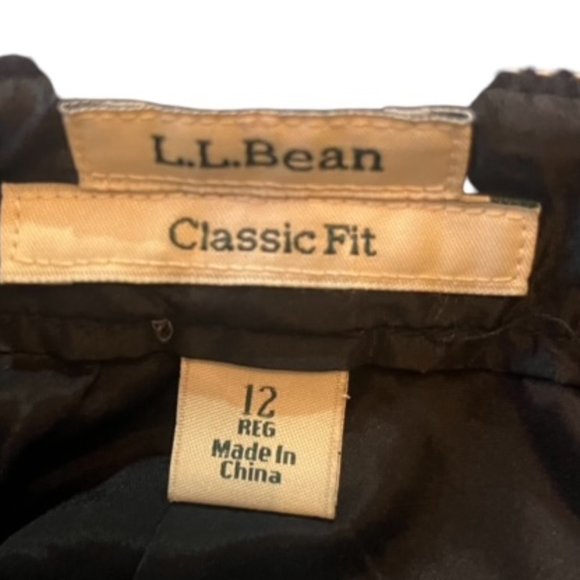 L.L.Bean
Classic Fit
12
REG
Made In
China